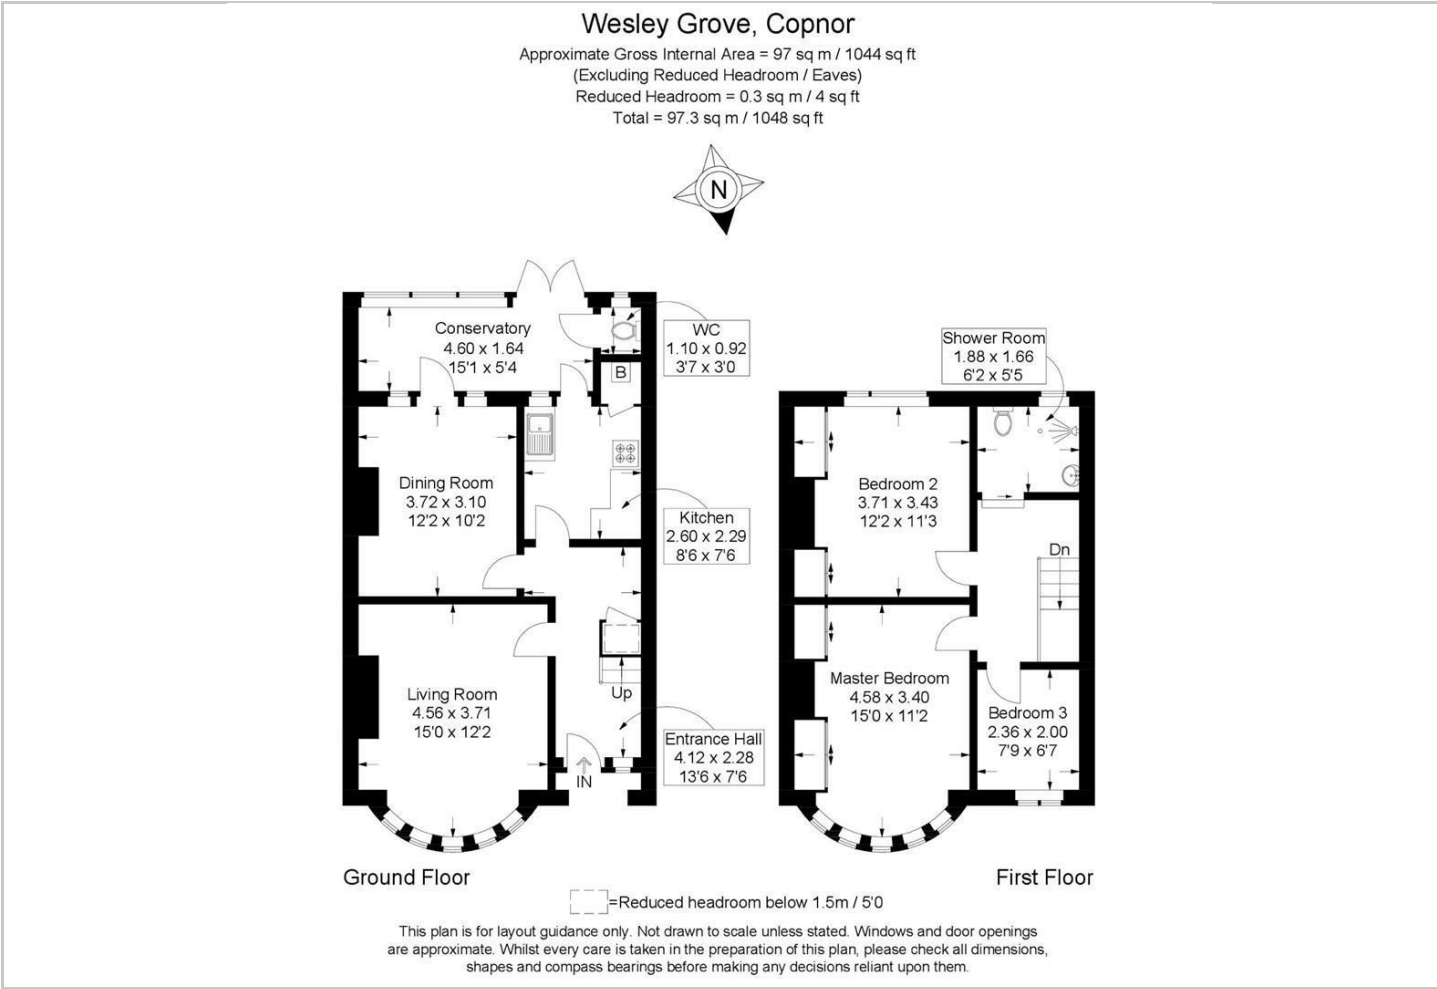 Wesley Grove, Copnor
Approximate Gross Internal Area = 97 sq m / 1044 sq ft
(Excluding Reduced Headroom / Eaves)
Reduced Headroom = 0.3 sq m / 4 sq ft
Total = 97.3 sq m / 1048 sq ft
N
Conservatory
4.60 x 1.64
15'1 x 5'4
WC
1.10 x 0.92
3'7 x 3'0
B
Dining Room
3.72 x 3.10
12'2 x 10'2
Kitchen
2.60 x 2.29
8'6 x 7'6
Living Room
4.56 x 3.71
15'0 x 12'2
Up
Entrance Hall
4.12 x 2.28
13'6 x 7'6
IN
Ground Floor
Shower Room
1.88 x 1.66
6'2 x 5'5
Bedroom 2
3.71 x 3.43
12'2 x 11'3
Dn
Master Bedroom
4.58 x 3.40
15'0 x 11'2
Bedroom 3
2.36 x 2.00
7'9 x 6'7
First Floor
=Reduced headroom below 1.5m / 5'0
This plan is for layout guidance only. Not drawn to scale unless stated. Windows and door openings
are approximate. Whilst every care is taken in the preparation of this plan, please check all dimensions,
shapes and compass bearings before making any decisions reliant upon them.